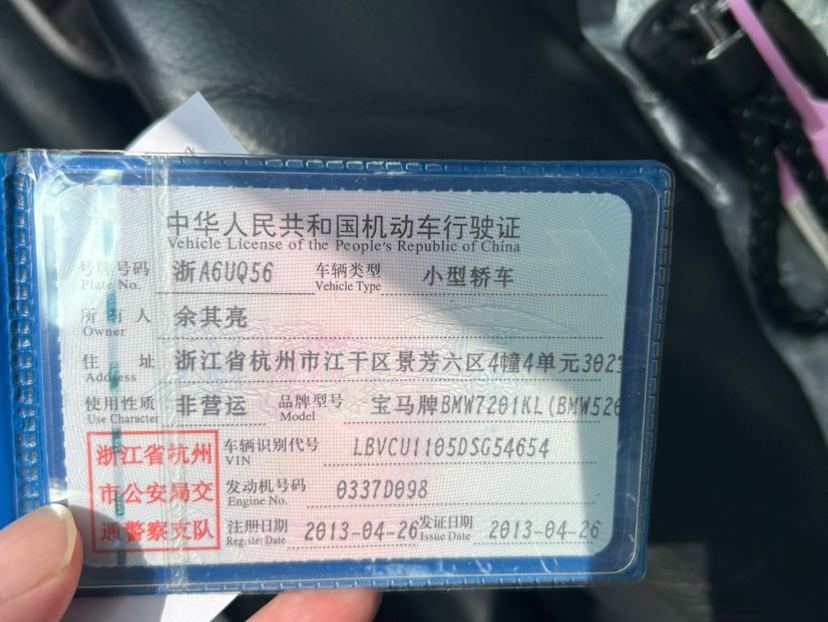 中华人民共和国机动车行驶证
Vehicle License of the People's Republic of China
号牌号码 浙A6UQ56 车辆类型 小型轿车
Plate No. Vehicle Type
所有人 余其亮
Owner
住址 浙江省杭州市江干区景芳六区4幢4单元302
Address
使用性质 非营运 品牌型号 宝马牌BMW7201KL(BMW520
Use Character Model
浙江省杭州
市公安局交
通警察支队
车辆识别代号 LBVCU1105DSG54654
VIN
发动机号码 0337D098
Engine No.
注册日期 2013-04-26 发证日期 2013-04-26
Register Date Issue Date